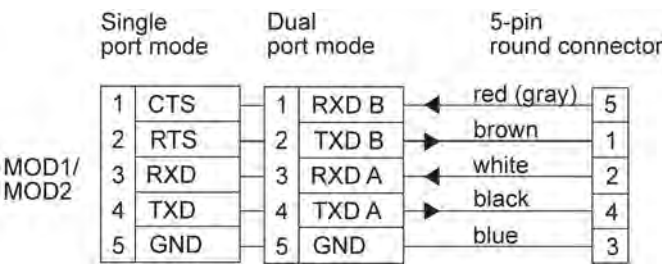 Single port mode
Dual port mode
5-pin round connector
MOD1/ MOD2
1 CTS 1 RXD B red (gray) 5
2 RTS 2 TXD B brown 1
3 RXD 3 RXD A white 2
4 TXD 4 TXD A black 4
5 GND 5 GND blue 3